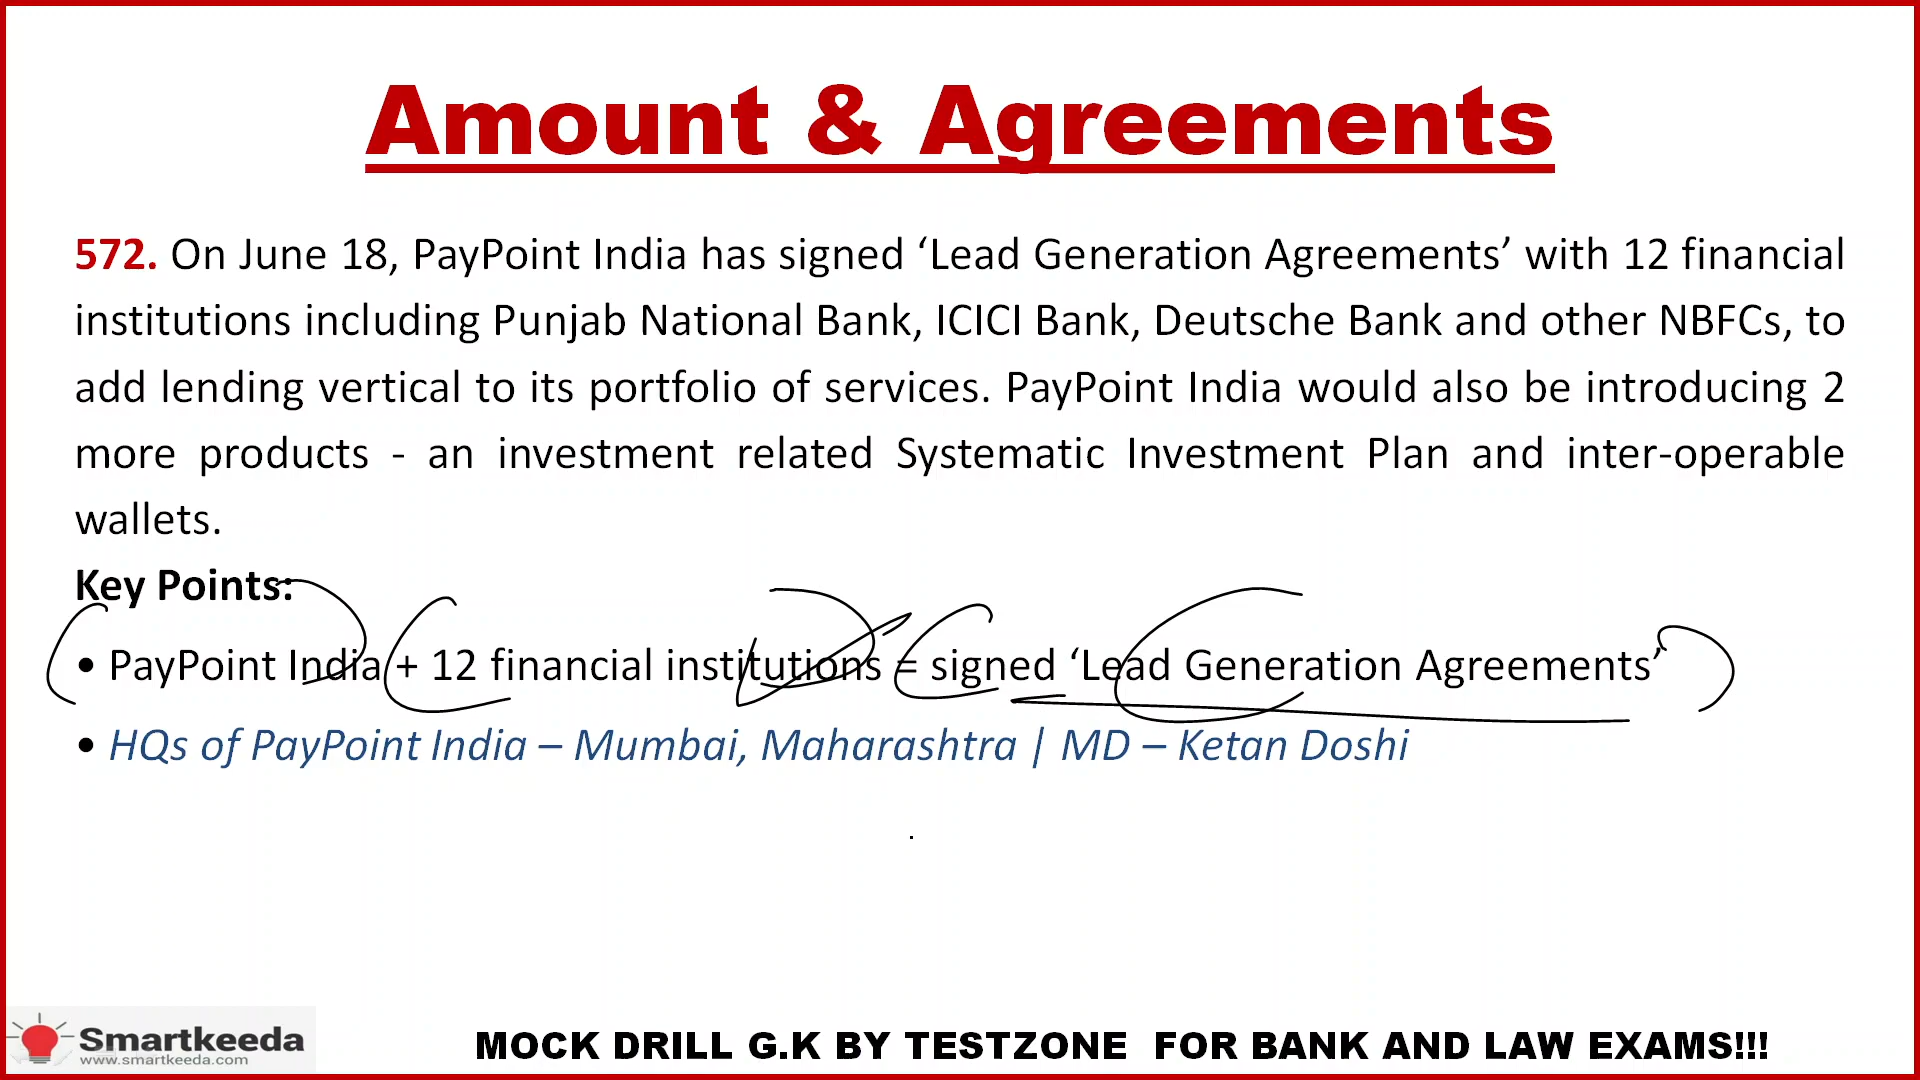 Amount & Agreements
572. On June 18, PayPoint India has signed ‘Lead Generation Agreements’ with 12 financial
institutions including Punjab National Bank, ICICI Bank, Deutsche Bank and other NBFCs, to
add lending vertical to its portfolio of services. PayPoint India would also be introducing 2
more products - an investment related Systematic Investment Plan and inter-operable
wallets.
Key Points:
• PayPoint India + 12 financial institutions = signed ‘Lead Generation Agreements’
• HQs of PayPoint India – Mumbai, Maharashtra | MD – Ketan Doshi
Smartkeeda
www.smartkeeda.com
MOCK DRILL G.K BY TESTZONE FOR BANK AND LAW EXAMS!!!